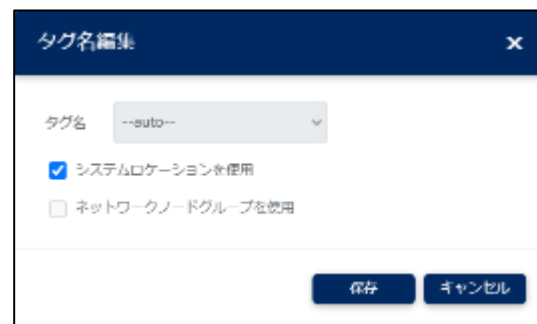 タグ名編集 ×
タグ名 --auto--
システムロケーションを使用
ネットワークノードグループを使用
保存 キャンセル